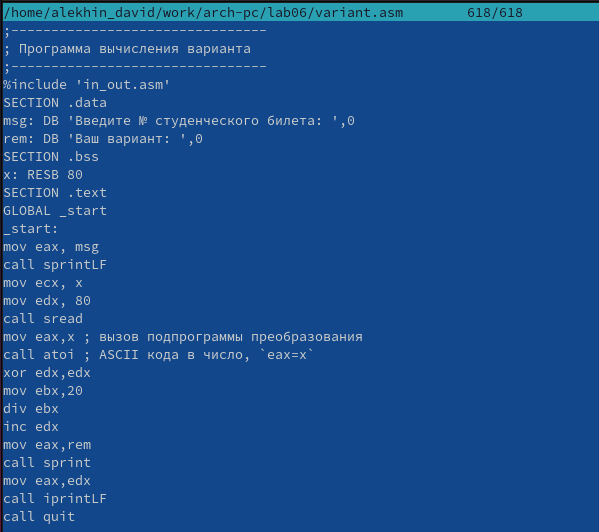 /home/alekhin_david/work/arch-pc/lab06/variant.asm 618/618
;--------------------------------
; Программа вычисления варианта
;--------------------------------
%include 'in_out.asm'
SECTION .data
msg: DB 'Введите № студенческого билета: ',0
rem: DB 'Ваш вариант: ',0
SECTION .bss
x: RESB 80
SECTION .text
GLOBAL _start
_start:
mov eax, msg
call sprintLF
mov ecx, x
mov edx, 80
call sread
mov eax,x ; вызов подпрограммы преобразования
call atoi ; ASCII кода в число, `eax=x`
xor edx,edx
mov ebx,20
div ebx
inc edx
mov eax,rem
call sprint
mov eax,edx
call iprintLF
call quit